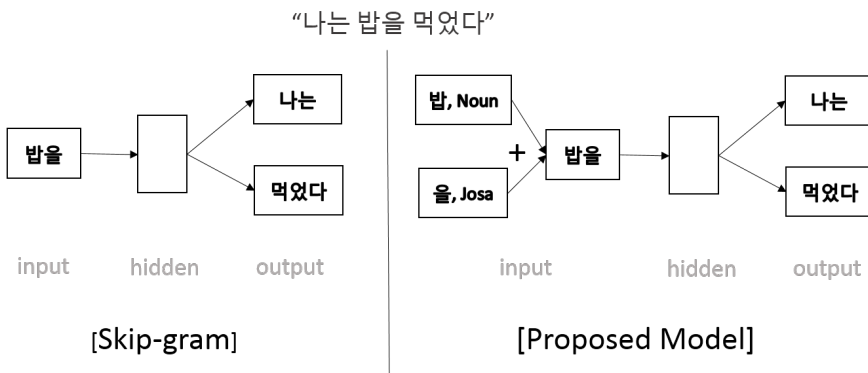 “나는 밥을 먹었다”
나는
밥을
먹었다
input hidden output
[Skip-gram]
밥, Noun
+
을, Josa
밥을
나는
먹었다
input hidden output
[Proposed Model]